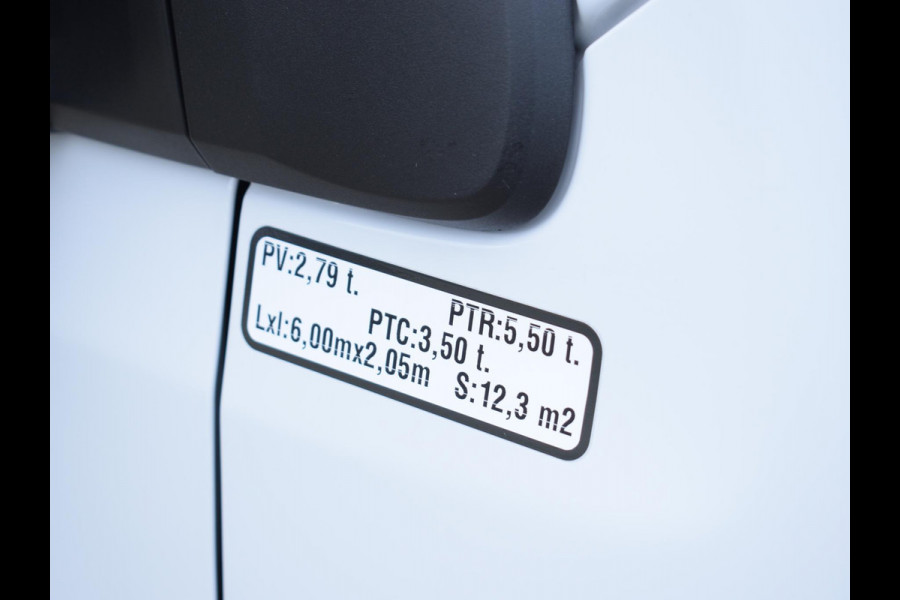 PV:2,79 t.
PTR:5,50 t.
PTC:3,50 t.
Lxl:6,00mx2,05m
S:12,3 m2